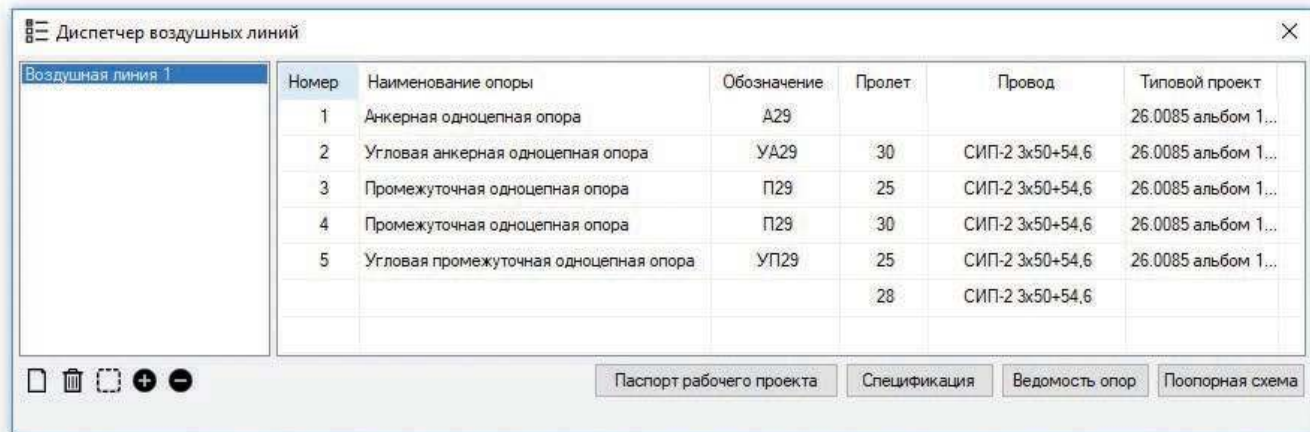 Диспетчер воздушных линий
Воздушная линия 1
Номер Наименование опоры Обозначение Пролет Провод Типовой проект
1 Анкерная одноцепная опора А29 26.0085 альбом 1...
2 Угловая анкерная одноцепная опора УА29 30 СИП-2 3х50+54,6 26.0085 альбом 1...
3 Промежуточная одноцепная опора П29 25 СИП-2 3х50+54,6 26.0085 альбом 1...
4 Промежуточная одноцепная опора П29 30 СИП-2 3х50+54,6 26.0085 альбом 1...
5 Угловая промежуточная одноцепная опора УП29 25 СИП-2 3х50+54,6 26.0085 альбом 1...
28 СИП-2 3х50+54,6
Паспорт рабочего проекта Спецификация Ведомость опор Поопорная схема